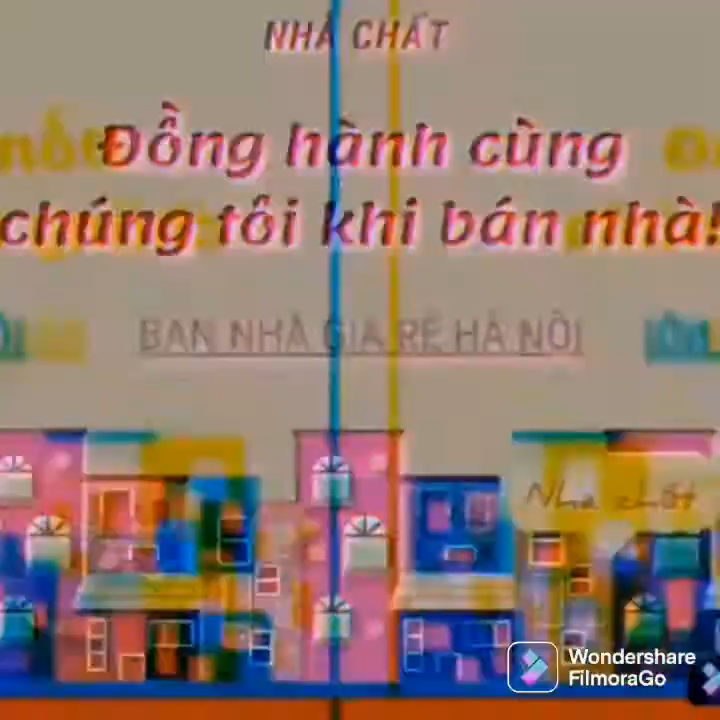 NHÀ CHẤT
Đồng hành cùng
chúng tôi khi bán nhà!
BÁN NHÀ GIÁ RẺ HÀ NỘI
Nhà chất
Wondershare
FilmoraGo